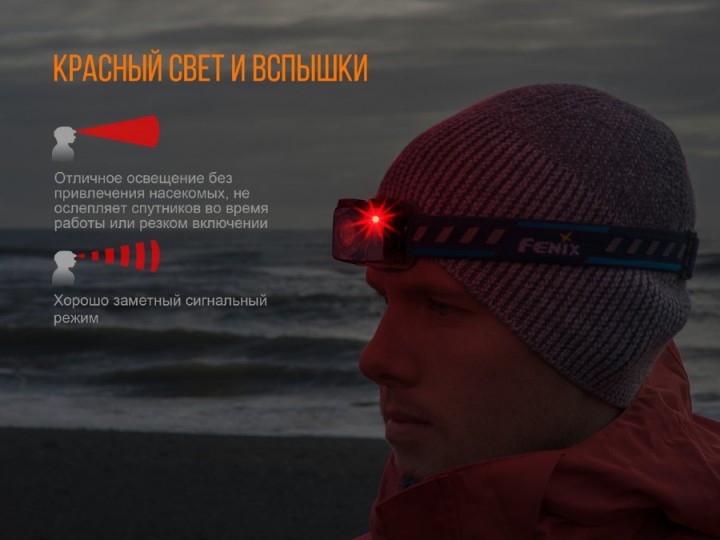 КРАСНЫЙ СВЕТ И ВСПЫШКИ
Отличное освещение без
привлечения насекомых, не
ослепляет спутников во время
работы или резком включении
Хорошо заметный сигнальный
режим
FENIX